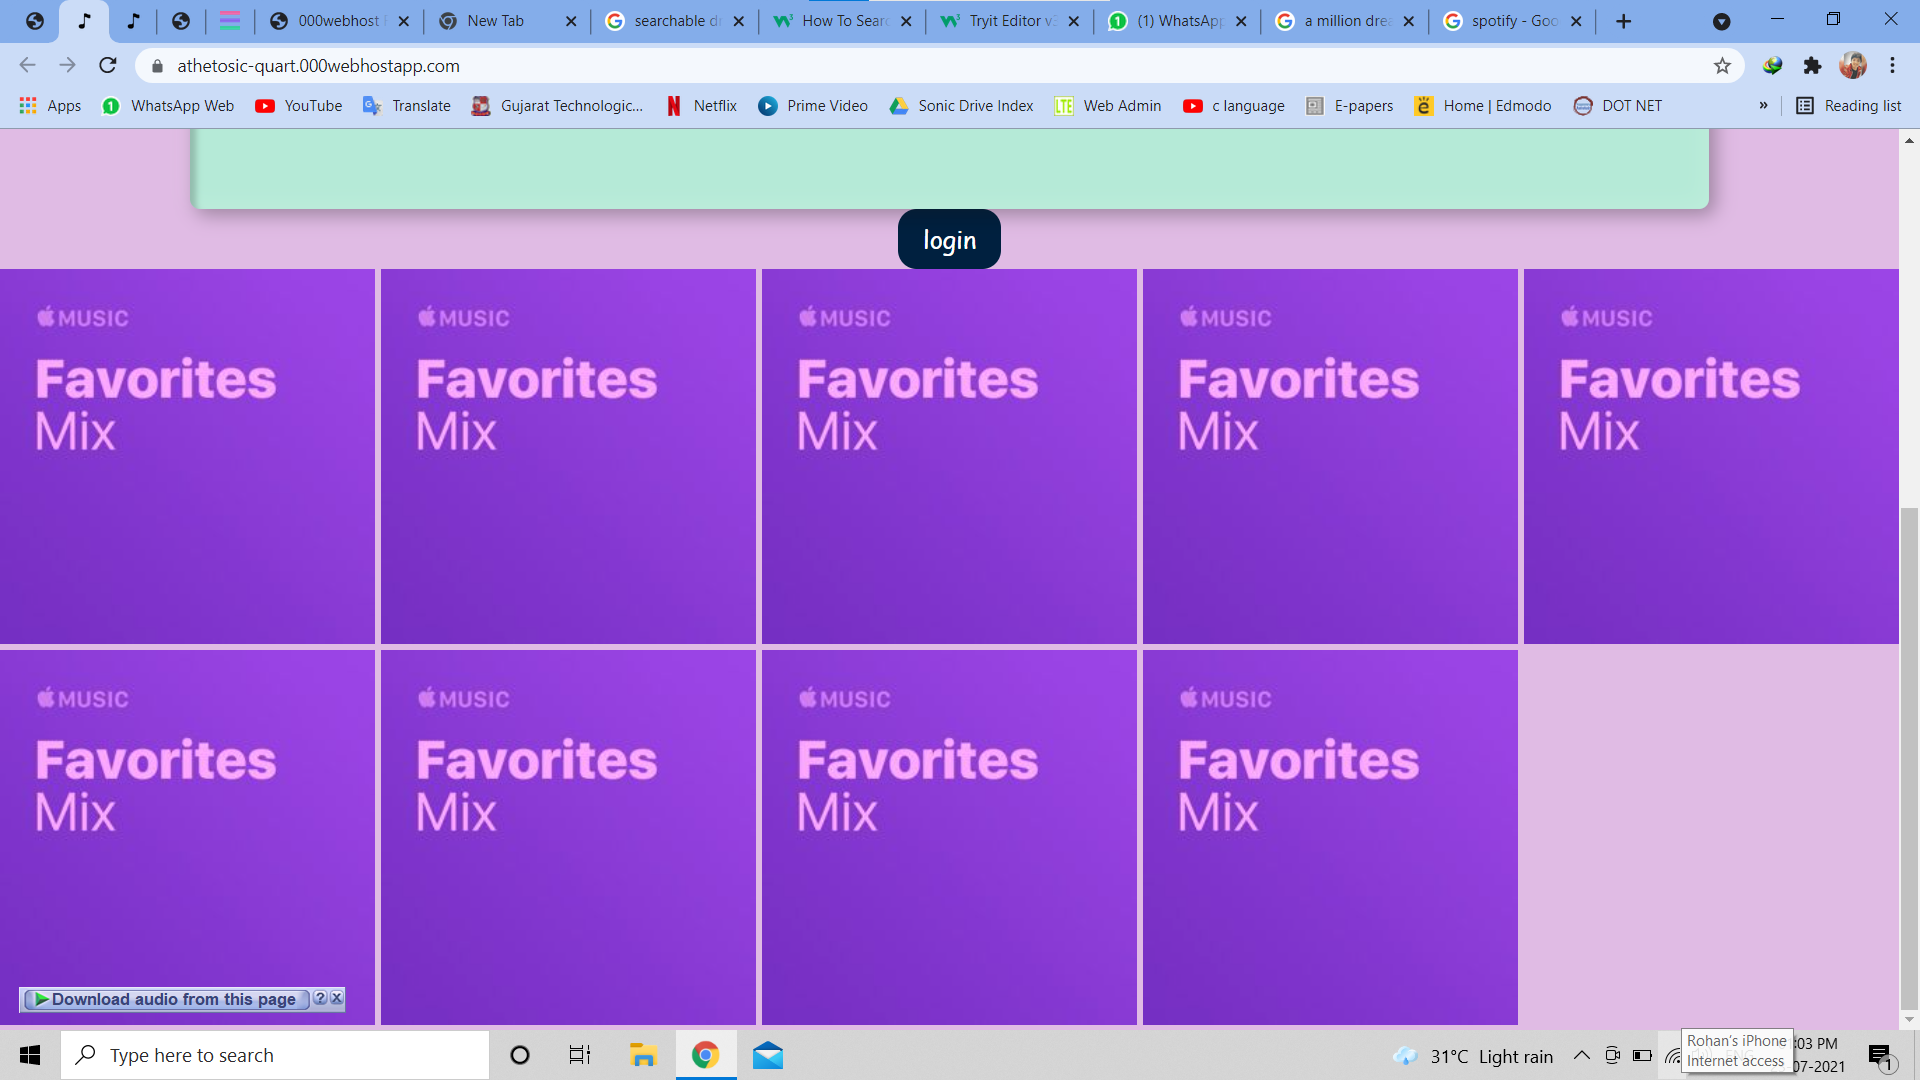 000webhost
New Tab
searchable
How To Sear
Tryit Editor
(1) WhatsApp
a million
spotify - Goo
athetosic-quart.000webhostapp.com
Apps
WhatsApp Web
YouTube
Translate
Gujarat Technologic...
Netflix
Prime Video
Sonic Drive Index
LTE
Web Admin
c language
E-papers
Home | Edmodo
DOT NET
»
Reading list
login
MUSIC MUSIC MUSIC MUSIC MUSIC
Favorites Favorites Favorites Favorites Favorites
Mix Mix Mix Mix Mix
MUSIC MUSIC MUSIC MUSIC
Favorites Favorites Favorites Favorites
Mix Mix Mix Mix
Download audio from this page ? X
Type here to search
31°C Light rain
Rohan's iPhone
Internet access
:03 PM
-07-2021
1